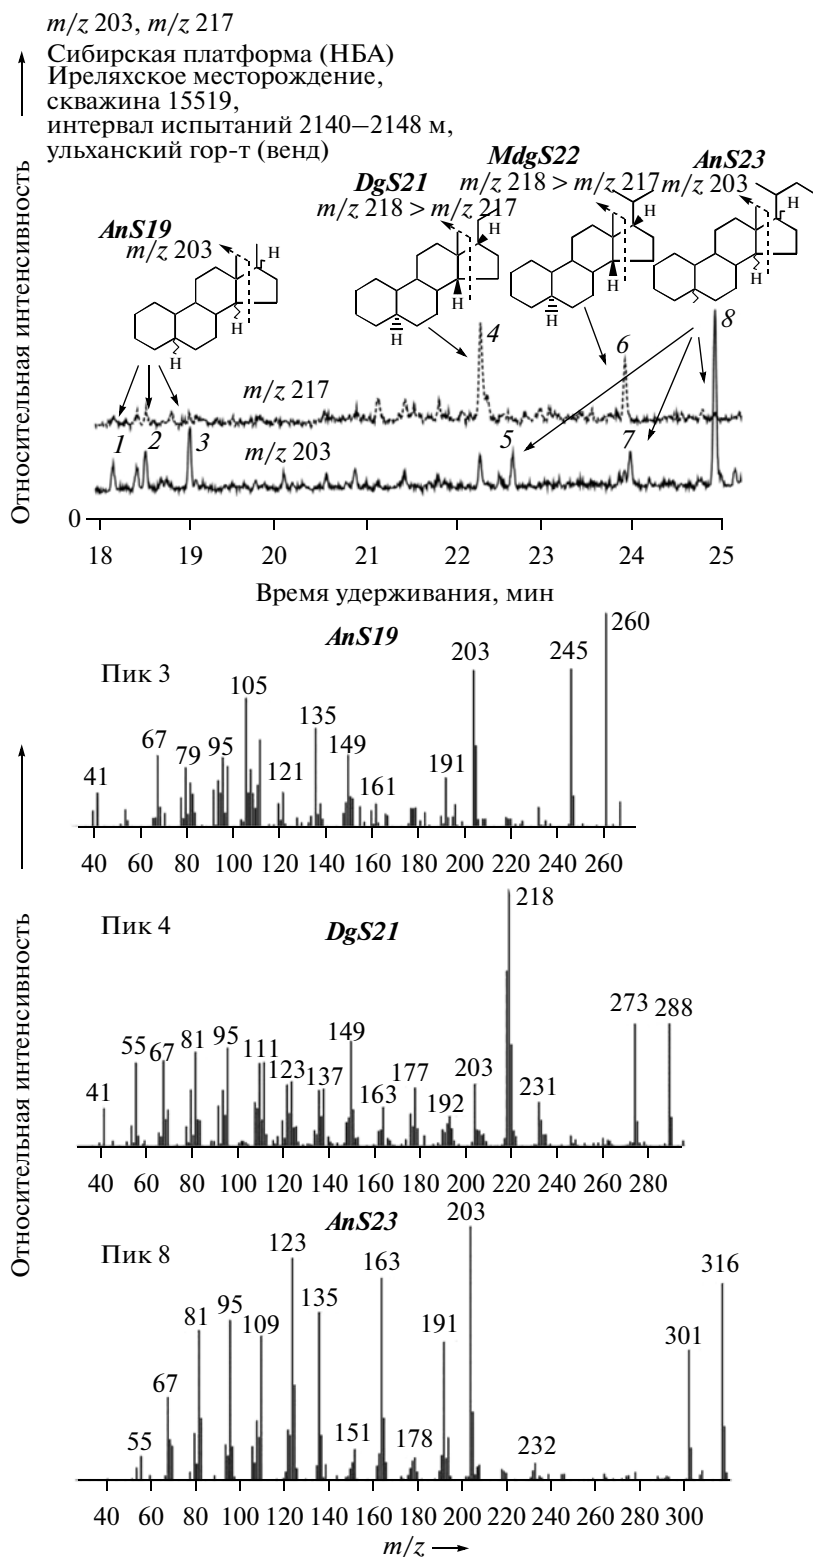 m/z 203, m/z 217
Сибирская платформа (НБА)
Иреляхское месторождение,
скважина 15519,
интервал испытаний 2140–2148 м,
ульханский гор-т (венд)
Относительная интенсивность
AnS19
m/z 203
DgS21
m/z 218 > m/z 217
MdgS22
m/z 218 > m/z 217
AnS23
m/z 203
H
H
H
H
H
H
H
H
H
H
m/z 217
m/z 203
1
2
3
4
5
6
7
8
0
18 19 20 21 22 23 24 25
Время удерживания, мин
AnS19
Пик 3
41 67 79 95 105 121 135 149 161 191 203 245 260
40 60 80 100 120 140 160 180 200 220 240 260
Относительная интенсивность
Пик 4
DgS21
41 55 67 81 95 111 123 137 149 163 177 192 203 218 231 273 288
40 60 80 100 120 140 160 180 200 220 240 260 280
AnS23
Пик 8
55 67 81 95 109 123 135 151 163 178 191 203 232 301 316
40 60 80 100 120 140 160 180 200 220 240 260 280 300
m/z